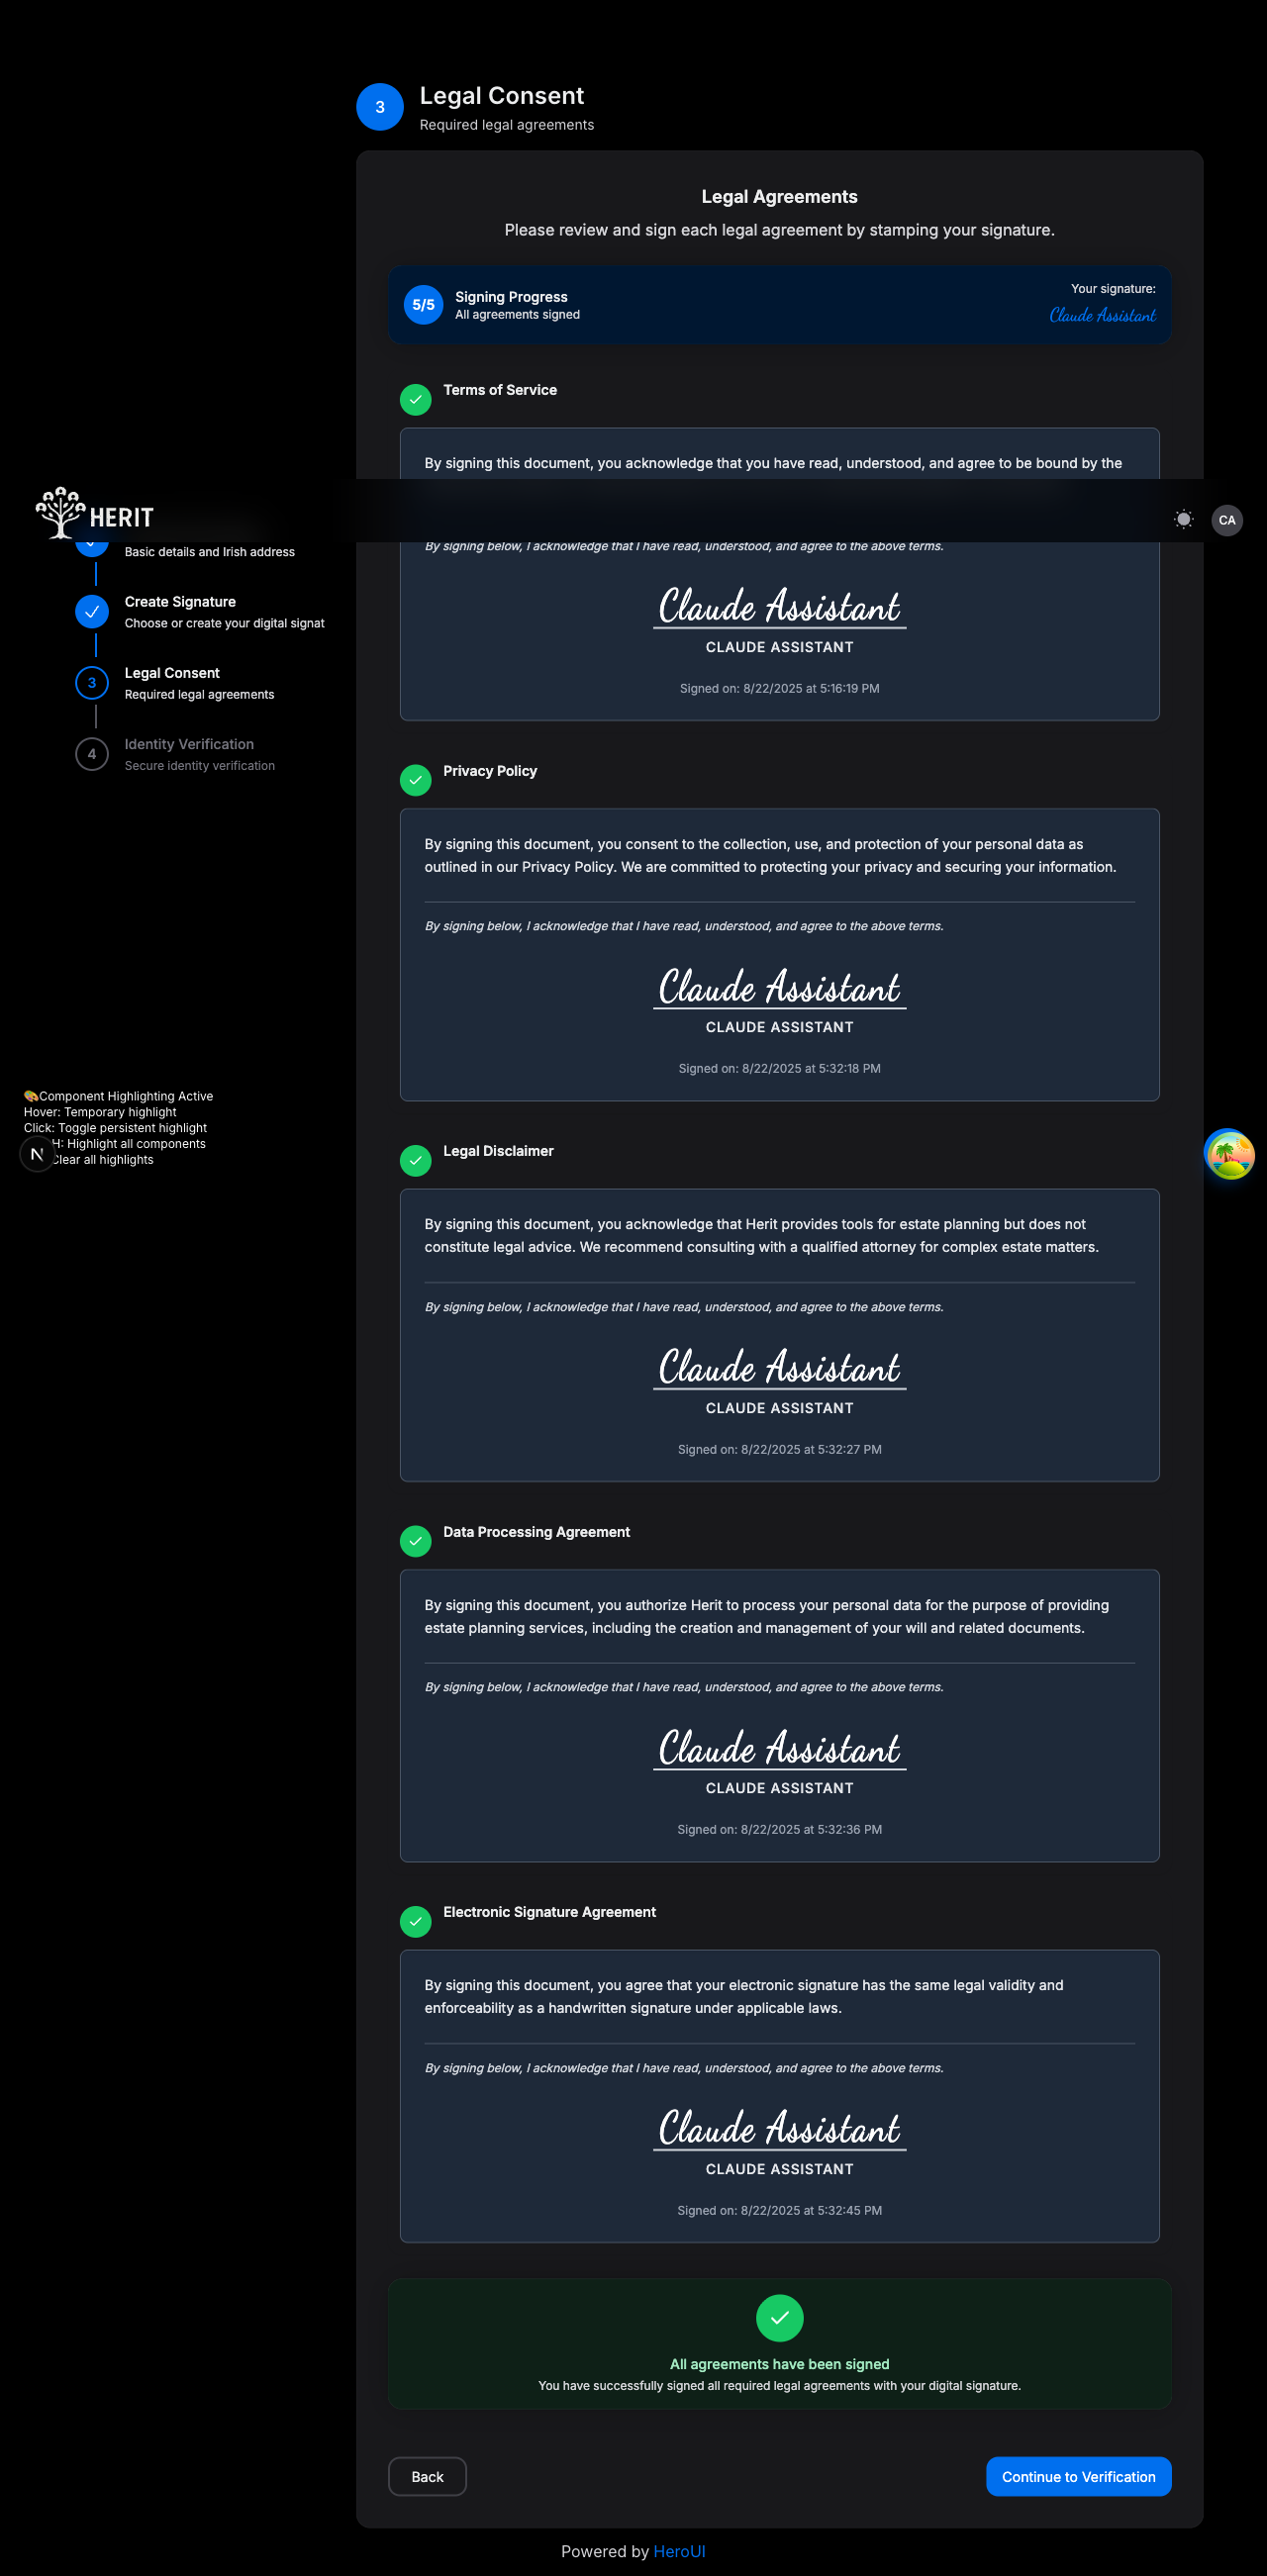 3
Legal Consent
Required legal agreements
Legal Agreements
Please review and sign each legal agreement by stamping your signature.
5/5
Signing Progress
All agreements signed
Your signature:
Claude Assistant
Terms of Service
By signing this document, you acknowledge that you have read, understood, and agree to be bound by the
HERIT
CA
By signing below, I acknowledge that I have read, understood, and agree to the above terms.
Claude Assistant
CLAUDE ASSISTANT
Signed on: 8/22/2025 at 5:16:19 PM
Basic details and Irish address
Create Signature
Choose or create your digital signat
3
Legal Consent
Required legal agreements
4
Identity Verification
Secure identity verification
Privacy Policy
By signing this document, you consent to the collection, use, and protection of your personal data as
outlined in our Privacy Policy. We are committed to protecting your privacy and securing your information.
By signing below, I acknowledge that I have read, understood, and agree to the above terms.
Claude Assistant
CLAUDE ASSISTANT
Signed on: 8/22/2025 at 5:32:18 PM
🎨Component Highlighting Active
Hover: Temporary highlight
Click: Toggle persistent highlight
H: Highlight all components
Clear all highlights
N
Legal Disclaimer
By signing this document, you acknowledge that Herit provides tools for estate planning but does not
constitute legal advice. We recommend consulting with a qualified attorney for complex estate matters.
By signing below, I acknowledge that I have read, understood, and agree to the above terms.
Claude Assistant
CLAUDE ASSISTANT
Signed on: 8/22/2025 at 5:32:27 PM
Data Processing Agreement
By signing this document, you authorize Herit to process your personal data for the purpose of providing
estate planning services, including the creation and management of your will and related documents.
By signing below, I acknowledge that I have read, understood, and agree to the above terms.
Claude Assistant
CLAUDE ASSISTANT
Signed on: 8/22/2025 at 5:32:36 PM
Electronic Signature Agreement
By signing this document, you agree that your electronic signature has the same legal validity and
enforceability as a handwritten signature under applicable laws.
By signing below, I acknowledge that I have read, understood, and agree to the above terms.
Claude Assistant
CLAUDE ASSISTANT
Signed on: 8/22/2025 at 5:32:45 PM
All agreements have been signed
You have successfully signed all required legal agreements with your digital signature.
Back
Continue to Verification
Powered by HeroUI